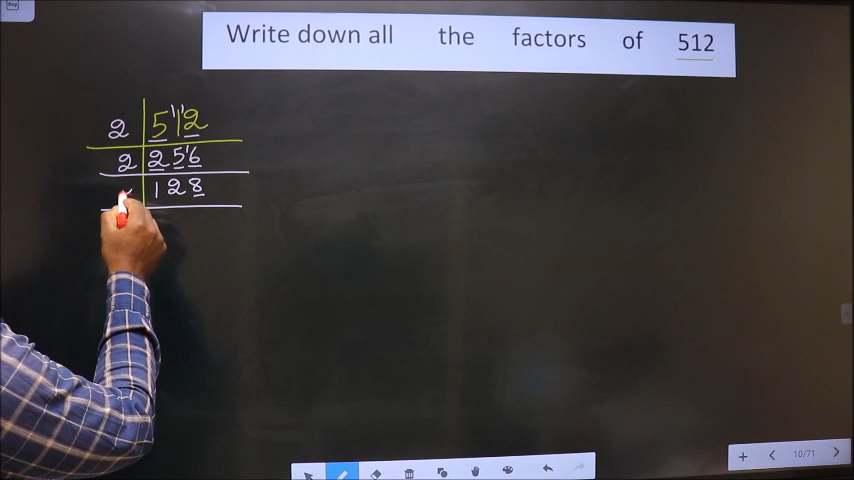 Write down all the factors of 512
2 512
2 256
128
10/71